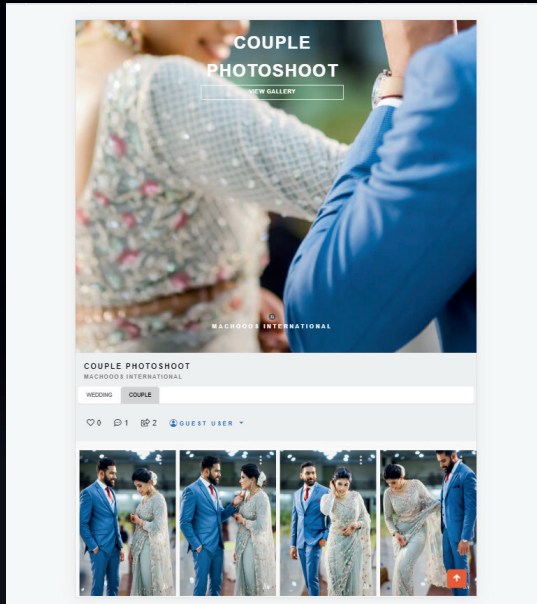 COUPLE
PHOTOSHOOT
VIEW GALLERY
MACHOOOS INTERNATIONAL
COUPLE PHOTOSHOOT
MACHOOOS INTERNATIONAL
WEDDING COUPLE
0 1 2 GUEST USER